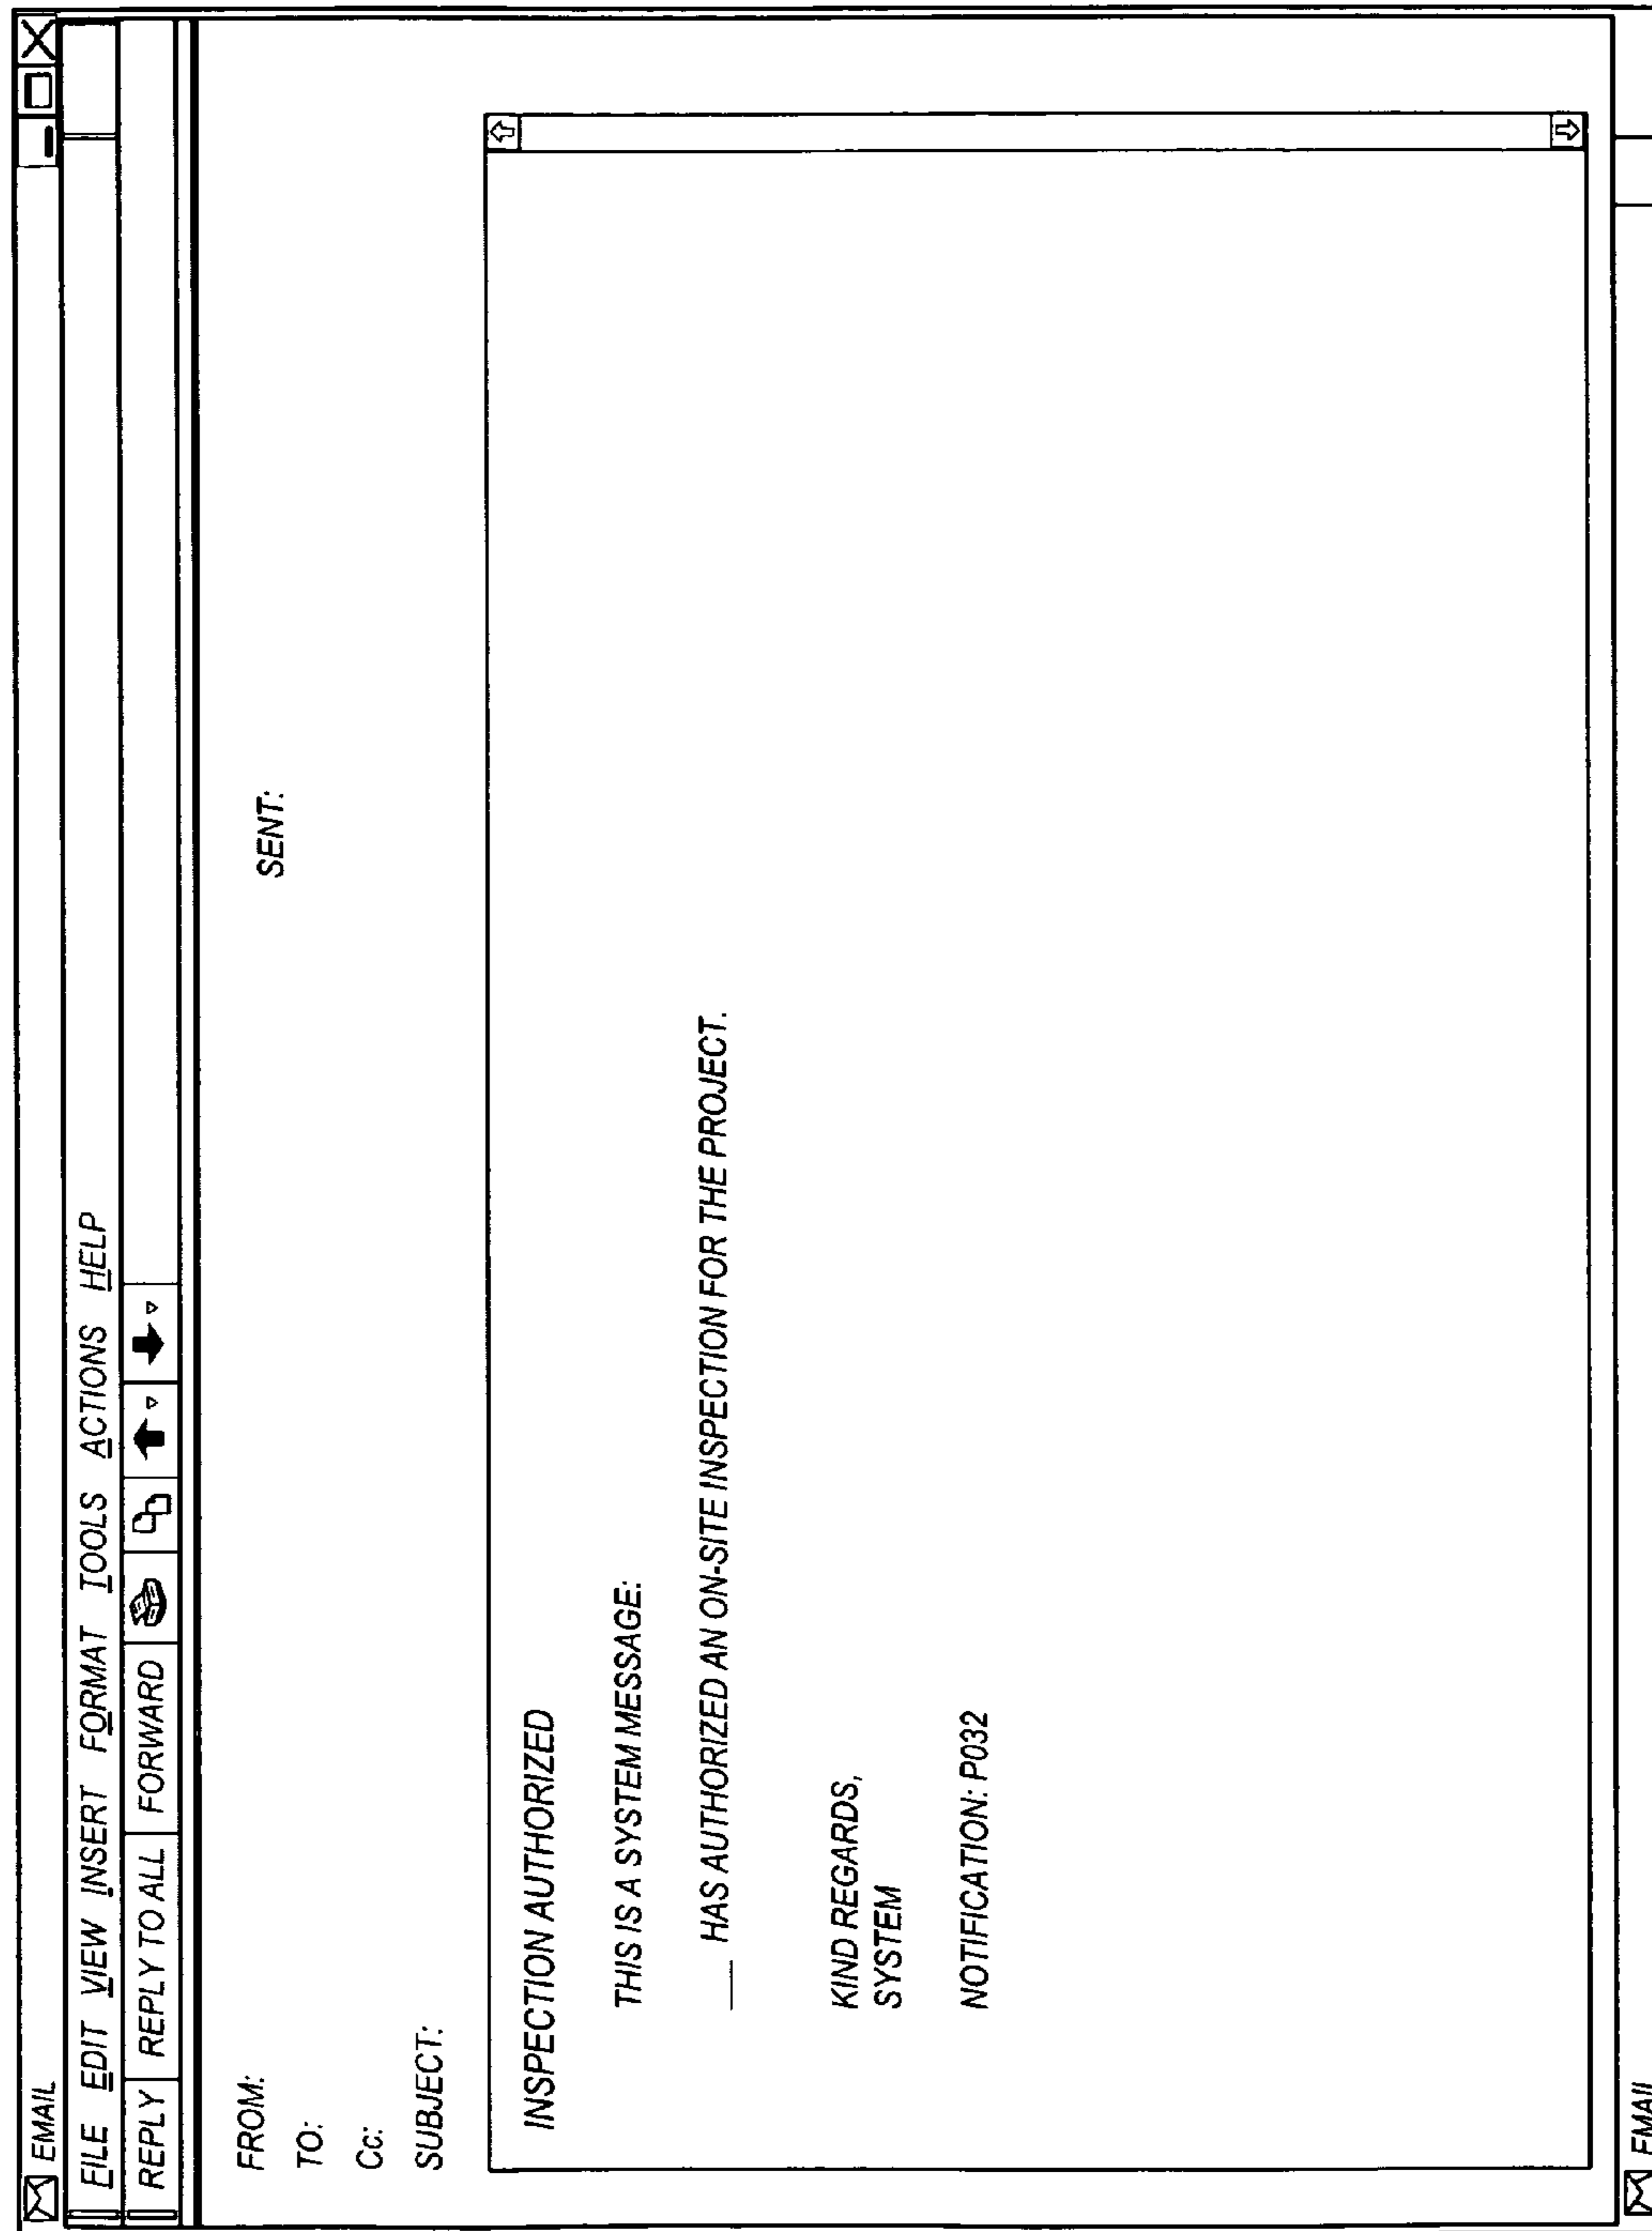 EMAIL
FILE EDIT VIEW INSERT FORMAT TOOLS ACTIONS HELP
REPLY REPLY TO ALL FORWARD
FROM:
SENT:
TO:
Cc:
SUBJECT:
INSPECTION AUTHORIZED
THIS IS A SYSTEM MESSAGE:
___ HAS AUTHORIZED AN ON-SITE INSPECTION FOR THE PROJECT.
KIND REGARDS,
SYSTEM
NOTIFICATION: P032
EMAIL